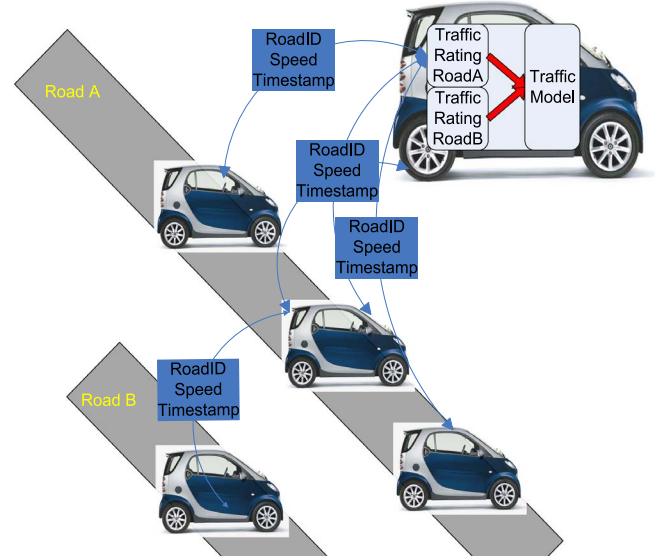 Road A
RoadID
Speed
Timestamp
Traffic
Rating
RoadA
Traffic
Rating
RoadB
Traffic
Model
RoadID
Speed
Timestamp
RoadID
Speed
Timestamp
Road B
RoadID
Speed
Timestamp